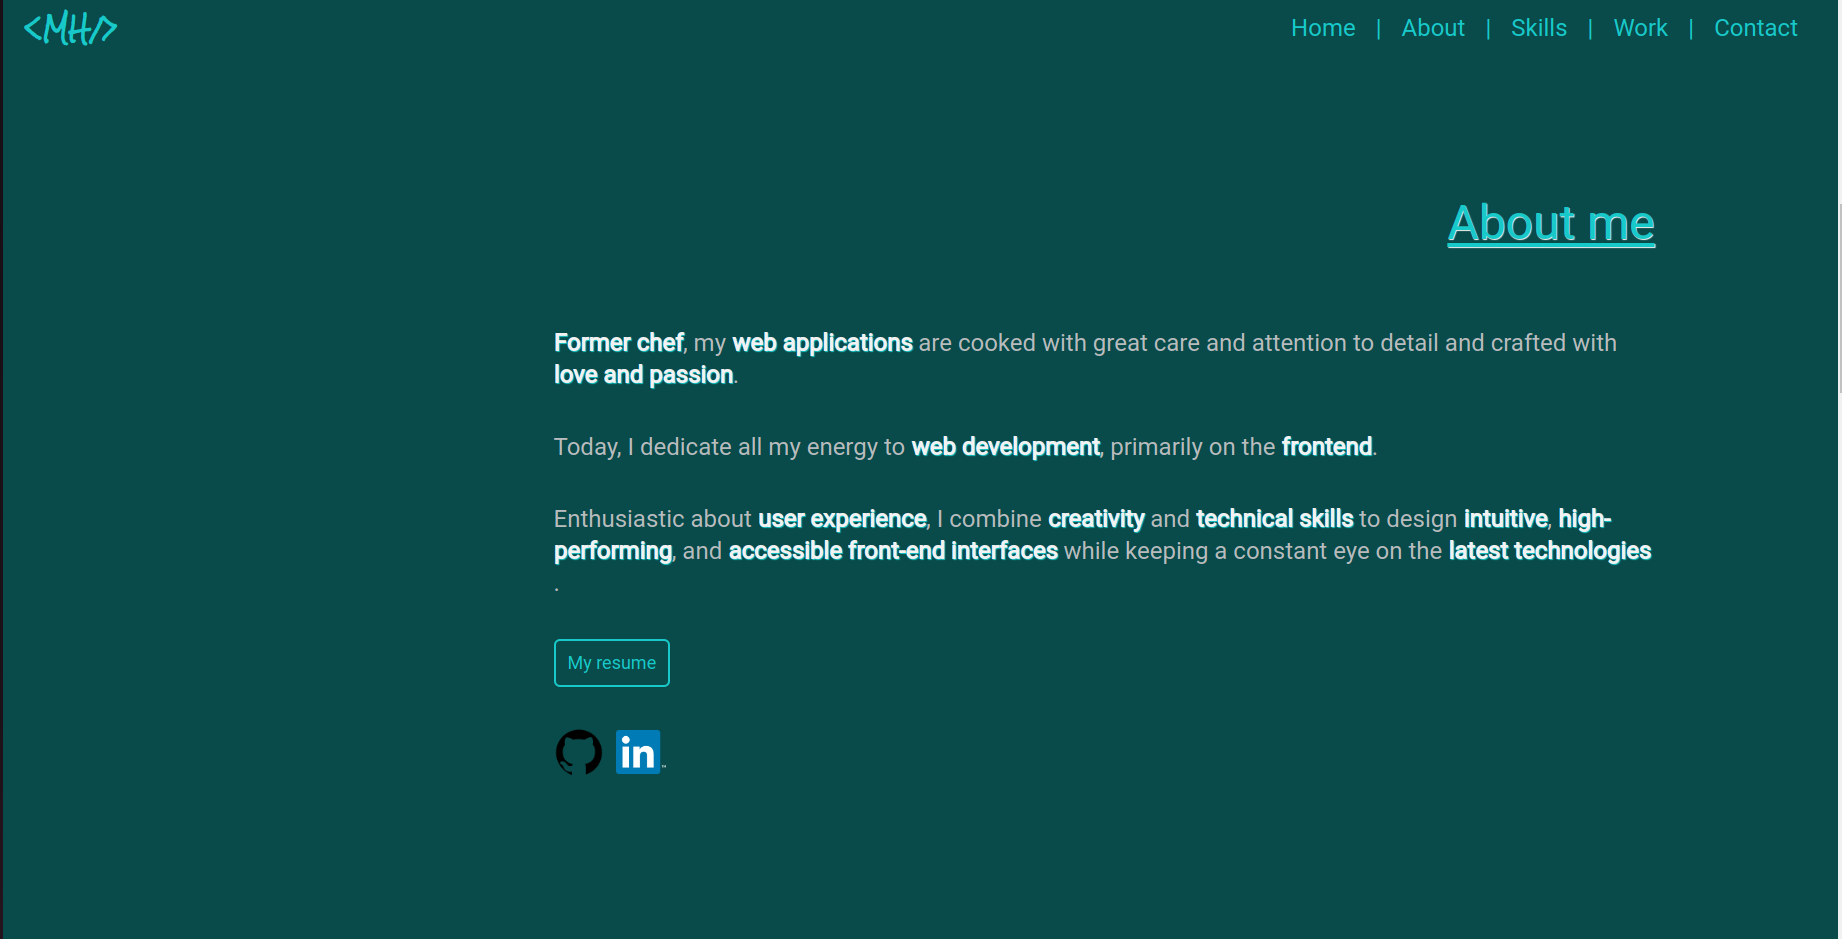 <MH/>
Home | About | Skills | Work | Contact
About me
Former chef, my web applications are cooked with great care and attention to detail and crafted with
love and passion.
Today, I dedicate all my energy to web development, primarily on the frontend.
Enthusiastic about user experience, I combine creativity and technical skills to design intuitive, high-
performing, and accessible front-end interfaces while keeping a constant eye on the latest technologies
.
My resume
in